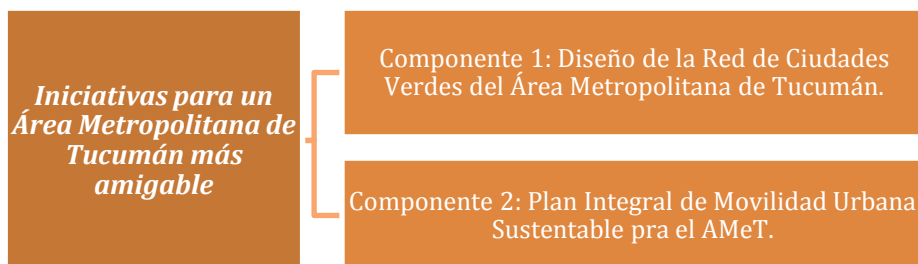 Iniciativas para un
Área Metropolitana de
Tucumán más
amigable
Componente 1: Diseño de la Red de Ciudades
Verdes del Área Metropolitana de Tucumán.
Componente 2: Plan Integral de Movilidad Urbana
Sustentable pra el AMeT.